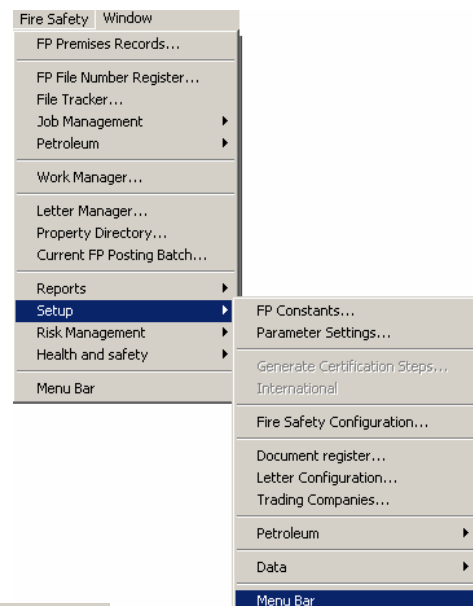 Fire Safety Window
FP Premises Records...
FP File Number Register...
File Tracker...
Job Management
Petroleum
Work Manager...
Letter Manager...
Property Directory...
Current FP Posting Batch...
Reports
Setup
Risk Management
Health and safety
Menu Bar
FP Constants...
Parameter Settings...
Generate Certification Steps...
International
Fire Safety Configuration...
Document register...
Letter Configuration...
Trading Companies...
Petroleum
Data
Menu Bar